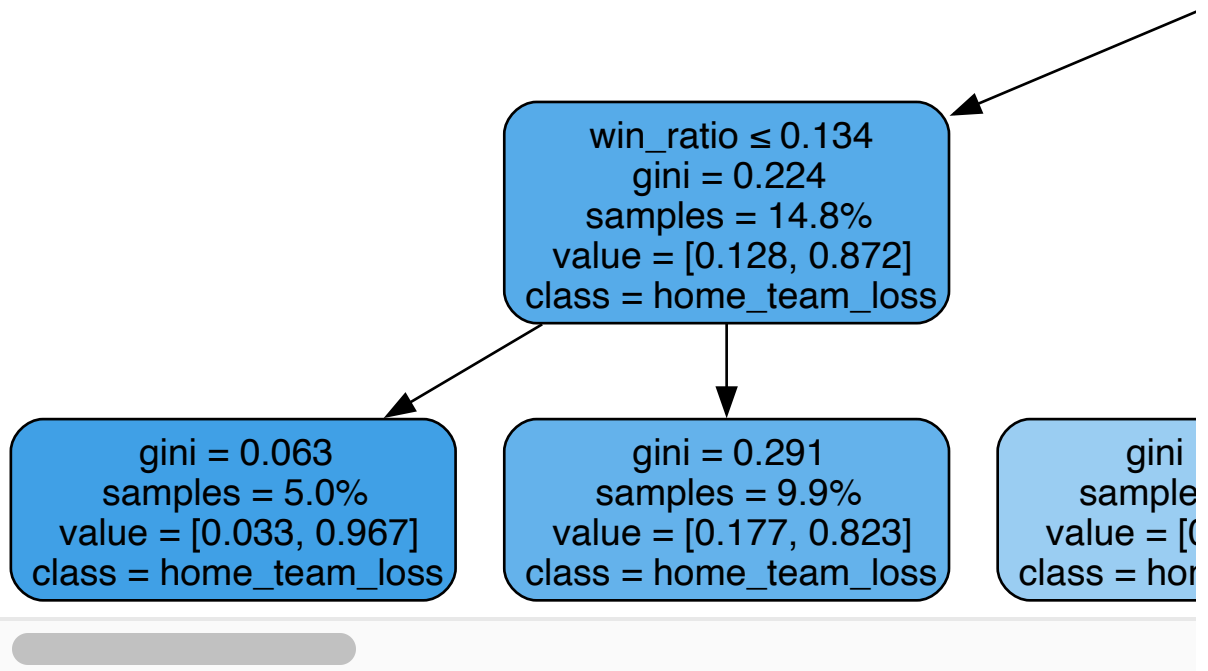 win_ratio ≤ 0.134
gini = 0.224
samples = 14.8%
value = [0.128, 0.872]
class = home_team_loss
gini = 0.063
samples = 5.0%
value = [0.033, 0.967]
class = home_team_loss
gini = 0.291
samples = 9.9%
value = [0.177, 0.823]
class = home_team_loss
gini
value = [
class =